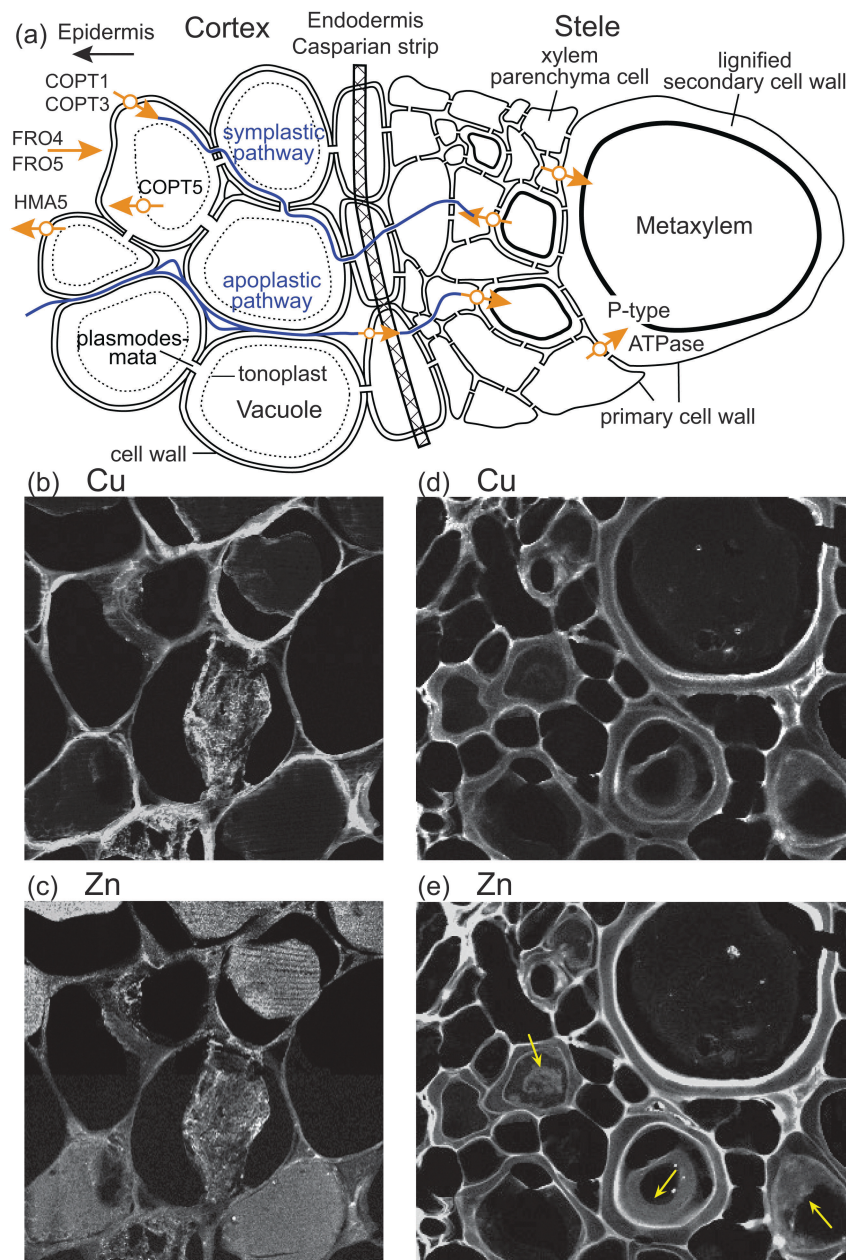 (a)
Epidermis
Cortex
Endodermis
Casparian strip
Stele
xylem
parenchyma cell
lignified
secondary cell wall
COPT1
COPT3
FRO4
FRO5
HMA5
COPT5
symplastic
pathway
apoplastic
pathway
Metaxylem
P-type
ATPase
plasmodes-
mata
tonoplast
Vacuole
cell wall
primary cell wall
(b) Cu
(d) Cu
(c) Zn
(e) Zn